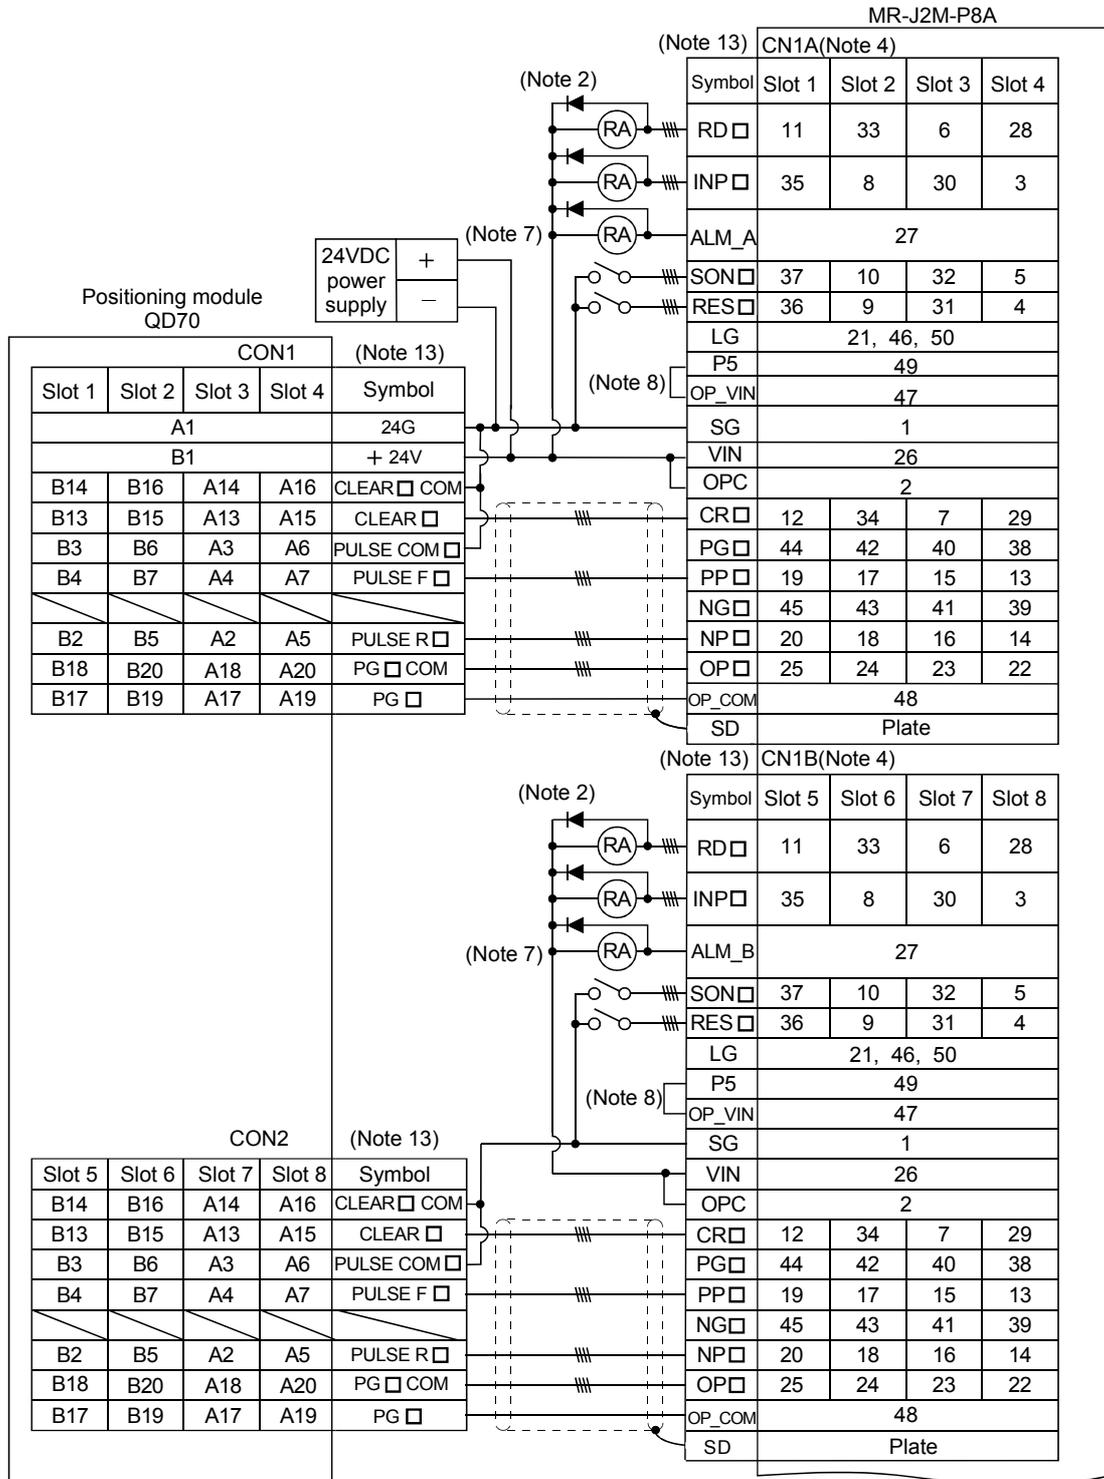 MR-J2M-P8A
(Note 13) CN1A(Note 4)
(Note 2)
Symbol Slot 1 Slot 2 Slot 3 Slot 4
RA RD□ 11 33 6 28
RA INP□ 35 8 30 3
(Note 7) RA ALM_A 27
24VDC power supply + −
SON□ 37 10 32 5
RES□ 36 9 31 4
LG 21, 46, 50
P5 49
(Note 8)
OP_VIN 47
SG 1
VIN 26
OPC 2
CR□ 12 34 7 29
PG□ 44 42 40 38
PP□ 19 17 15 13
NG□ 45 43 41 39
NP□ 20 18 16 14
OP□ 25 24 23 22
OP_COM 48
SD Plate
Positioning module
QD70
CON1 (Note 13)
Slot 1 Slot 2 Slot 3 Slot 4 Symbol
A1 24G
B1 + 24V
B14 B16 A14 A16 CLEAR□ COM
B13 B15 A13 A15 CLEAR □
B3 B6 A3 A6 PULSE COM □
B4 B7 A4 A7 PULSE F □
B2 B5 A2 A5 PULSE R □
B18 B20 A18 A20 PG □ COM
B17 B19 A17 A19 PG □
(Note 13) CN1B(Note 4)
(Note 2)
Symbol Slot 5 Slot 6 Slot 7 Slot 8
RA RD□ 11 33 6 28
RA INP□ 35 8 30 3
(Note 7) RA ALM_B 27
SON□ 37 10 32 5
RES□ 36 9 31 4
LG 21, 46, 50
P5 49
(Note 8)
OP_VIN 47
SG 1
VIN 26
OPC 2
CR□ 12 34 7 29
PG□ 44 42 40 38
PP□ 19 17 15 13
NG□ 45 43 41 39
NP□ 20 18 16 14
OP□ 25 24 23 22
OP_COM 48
SD Plate
CON2 (Note 13)
Slot 5 Slot 6 Slot 7 Slot 8 Symbol
B14 B16 A14 A16 CLEAR□ COM
B13 B15 A13 A15 CLEAR □
B3 B6 A3 A6 PULSE COM □
B4 B7 A4 A7 PULSE F □
B2 B5 A2 A5 PULSE R □
B18 B20 A18 A20 PG □ COM
B17 B19 A17 A19 PG □